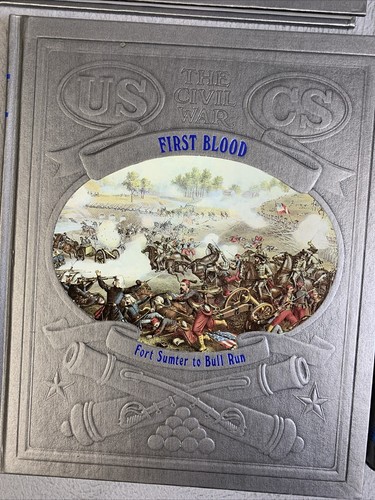 US
THE
CIVIL
WAR
CS
FIRST BLOOD
Fort Sumter to Bull Run